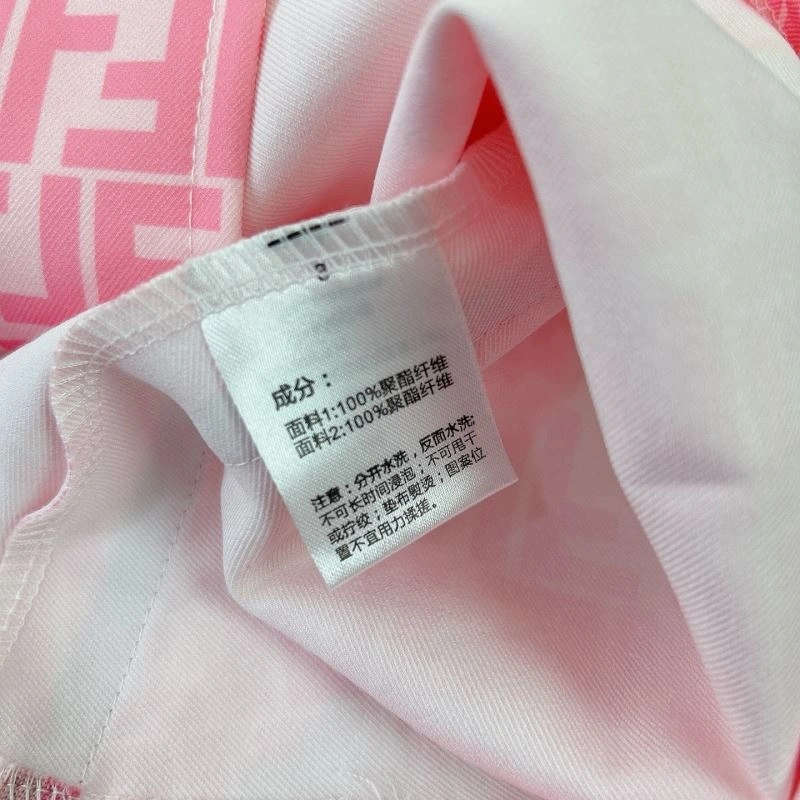 成分：
面料1:100%聚酯纤维
面料2:100%聚酯纤维
注意：分开水洗，反面水洗;
不可长时间浸泡；不可甩干
或拧绞；垫布熨烫；图案位
置不宜用力揉搓。